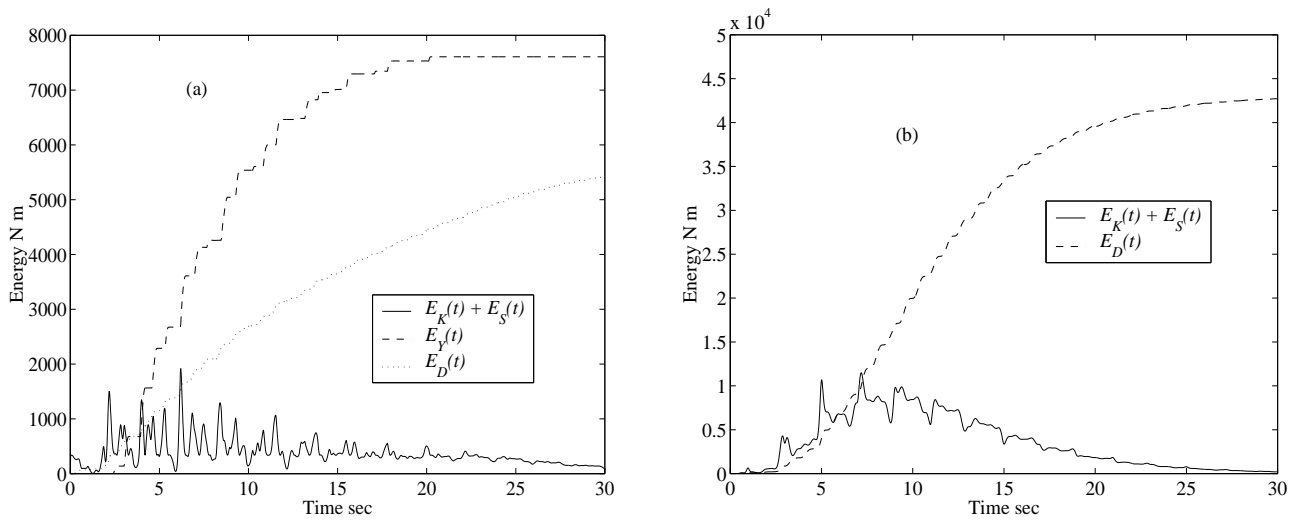 8000
7000
6000
5000
4000
3000
2000
1000
0
Energy N m
0 5 10 15 20 25 30
Time sec
(a)
E_K(t) + E_S(t)
E_Y(t)
E_D(t)
x 10^4
5
4.5
4
3.5
3
2.5
2
1.5
1
0.5
0
Energy N m
0 5 10 15 20 25 30
Time sec
(b)
E_K(t) + E_S(t)
E_D(t)